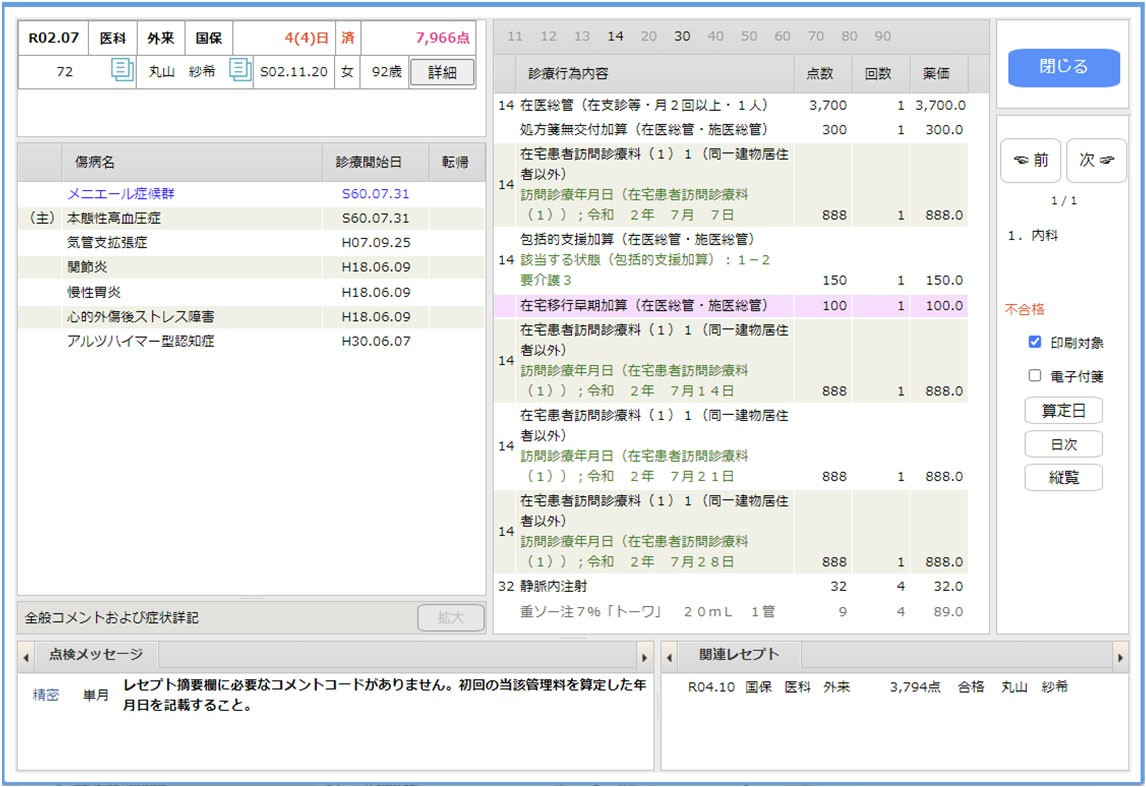 R02.07 医科 外来 国保 4(4)日 済 7,966点
72 丸山 紗希 S02.11.20 女 92歳 詳細
傷病名 診療開始日 転帰
メニエール症候群 S60.07.31
(主) 本態性高血圧症 S60.07.31
気管支拡張症 H07.09.25
関節炎 H18.06.09
慢性胃炎 H18.06.09
心的外傷後ストレス障害 H18.06.09
アルツハイマー型認知症 H30.06.07
全般コメントおよび症状詳記 拡大
11 12 13 14 20 30 40 50 60 70 80 90
診療行為内容 点数 回数 薬価
14 在医総管（在支診等・月２回以上・１人） 3,700 1 3,700.0
処方箋無交付加算（在医総管・施医総管） 300 1 300.0
在宅患者訪問診療料（１）１（同一建物居住
者以外）
14
訪問診療年月日（在宅患者訪問診療料
（１））；令和　２年　７月　７日 888 1 888.0
包括的支援加算（在医総管・施医総管）
14 該当する状態（包括的支援加算）：１－２
要介護３ 150 1 150.0
在宅移行早期加算（在医総管・施医総管） 100 1 100.0
在宅患者訪問診療料（１）１（同一建物居住
者以外）
14
訪問診療年月日（在宅患者訪問診療料
（１））；令和　２年　７月１４日 888 1 888.0
在宅患者訪問診療料（１）１（同一建物居住
者以外）
14
訪問診療年月日（在宅患者訪問診療料
（１））；令和　２年　７月２１日 888 1 888.0
在宅患者訪問診療料（１）１（同一建物居住
者以外）
14
訪問診療年月日（在宅患者訪問診療料
（１））；令和　２年　７月２８日 888 1 888.0
32 静脈内注射 32 4 32.0
重ソー注７％「トーワ」　２０ｍＬ　１管 9 4 89.0
閉じる
前 次
1 / 1
1. 内科
不合格
印刷対象
電子付箋
算定日
日次
縦覧
点検メッセージ
精密 単月 レセプト摘要欄に必要なコメントコードがありません。初回の当該管理料を算定した年
月日を記載すること。
関連レセプト
R04.10 国保 医科 外来 3,794点 合格 丸山 紗希